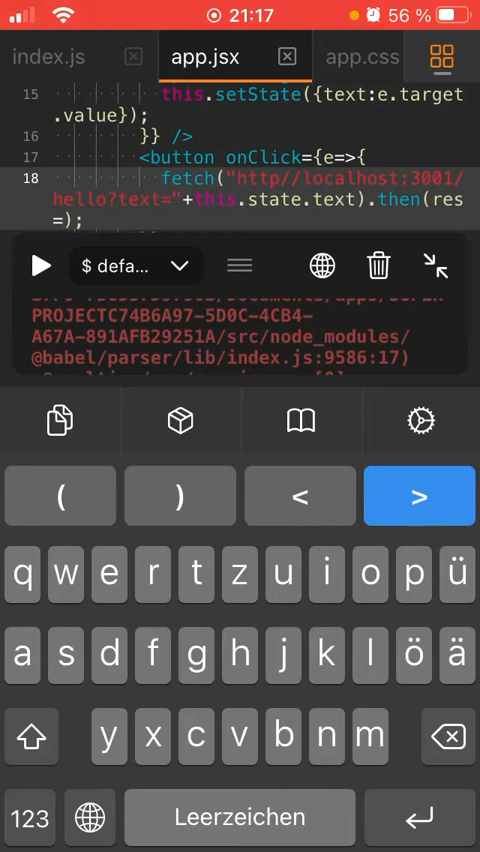 21:17
56 %
index.js
app.jsx
app.css
15 this.setState({text:e.target
.value});
16 }} />
17 <button onClick={e=>{
18 fetch("http//localhost:3001/
hello?text="+this.state.text).then(res
=);
$ defa...
PROJECTC74B6A97-5D0C-4CB4-
A67A-891AFB29251A/src/node_modules/
@babel/parser/lib/index.js:9586:17)
( ) < >
q w e r t z u i o p ü
a s d f g h j k l ö ä
y x c v b n m
123 Leerzeichen